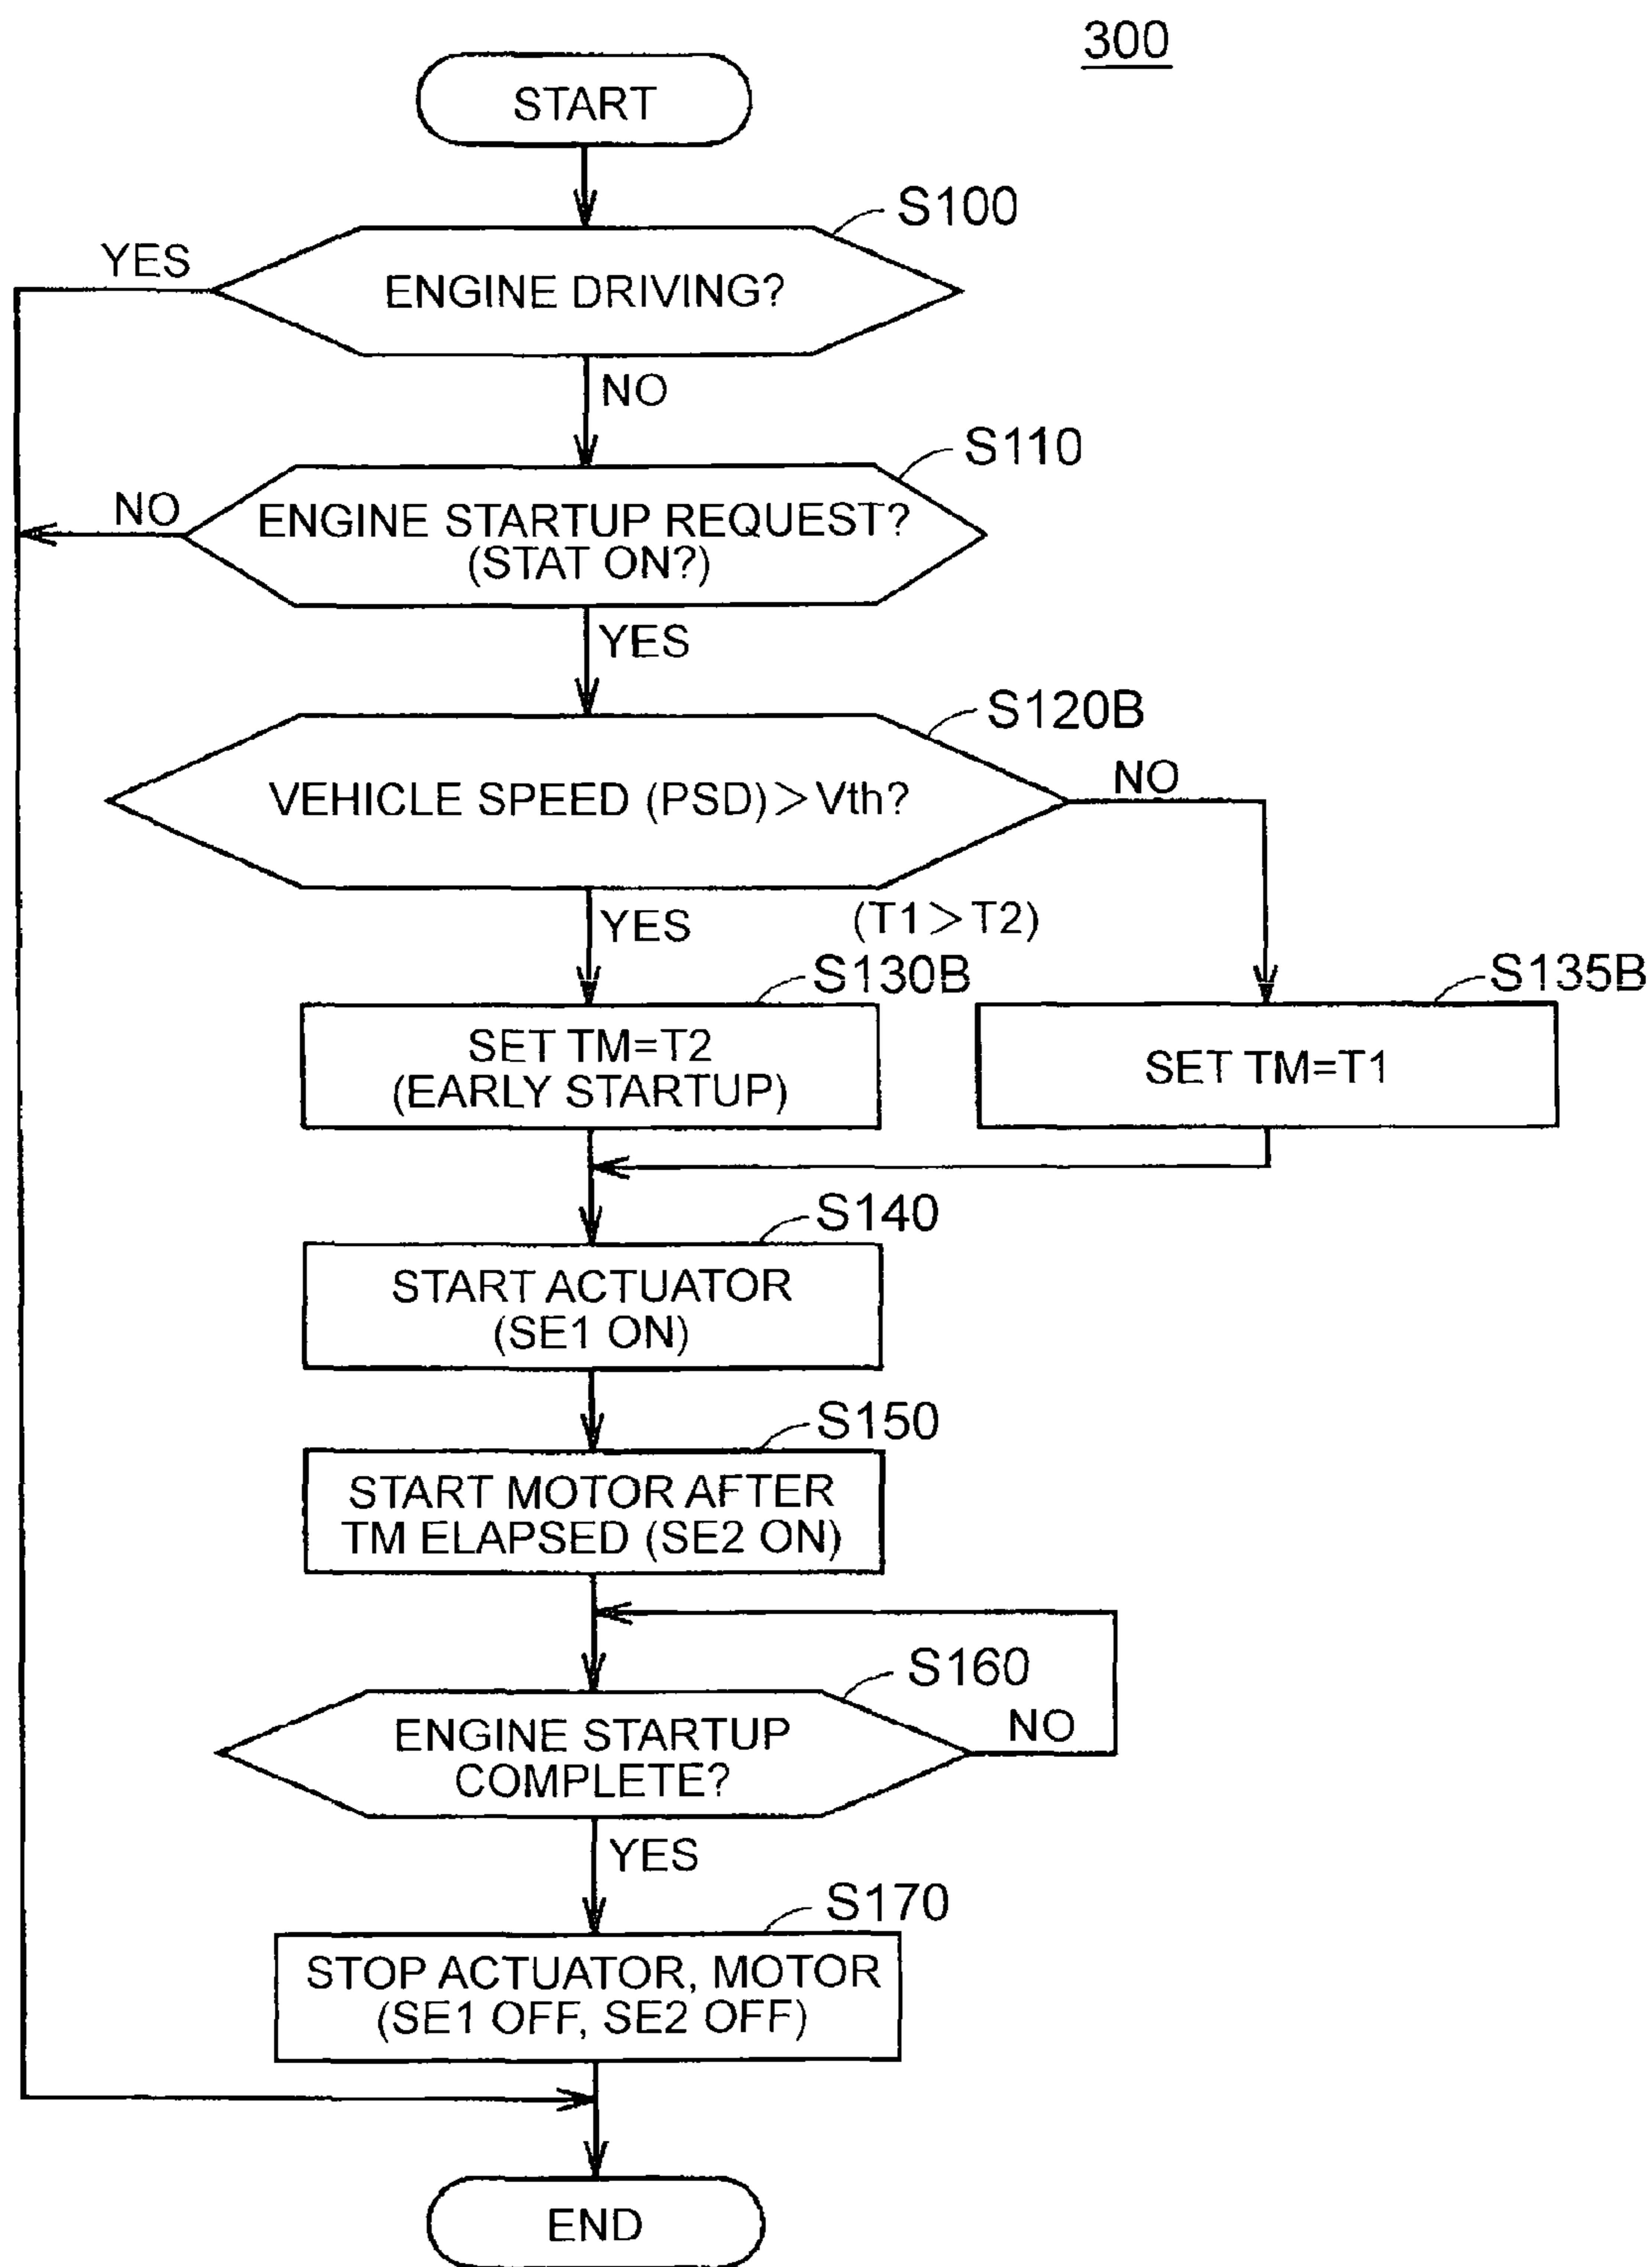 300
START
S100
YES
ENGINE DRIVING?
NO
S110
NO
ENGINE STARTUP REQUEST?
(STAT ON?)
YES
S120B
NO
VEHICLE SPEED (PSD)>Vth?
YES
(T1>T2)
S130B
S135B
SET TM=T2
(EARLY STARTUP)
SET TM=T1
S140
START ACTUATOR
(SE1 ON)
S150
START MOTOR AFTER
TM ELAPSED (SE2 ON)
S160
ENGINE STARTUP
COMPLETE?
NO
YES
S170
STOP ACTUATOR, MOTOR
(SE1 OFF, SE2 OFF)
END